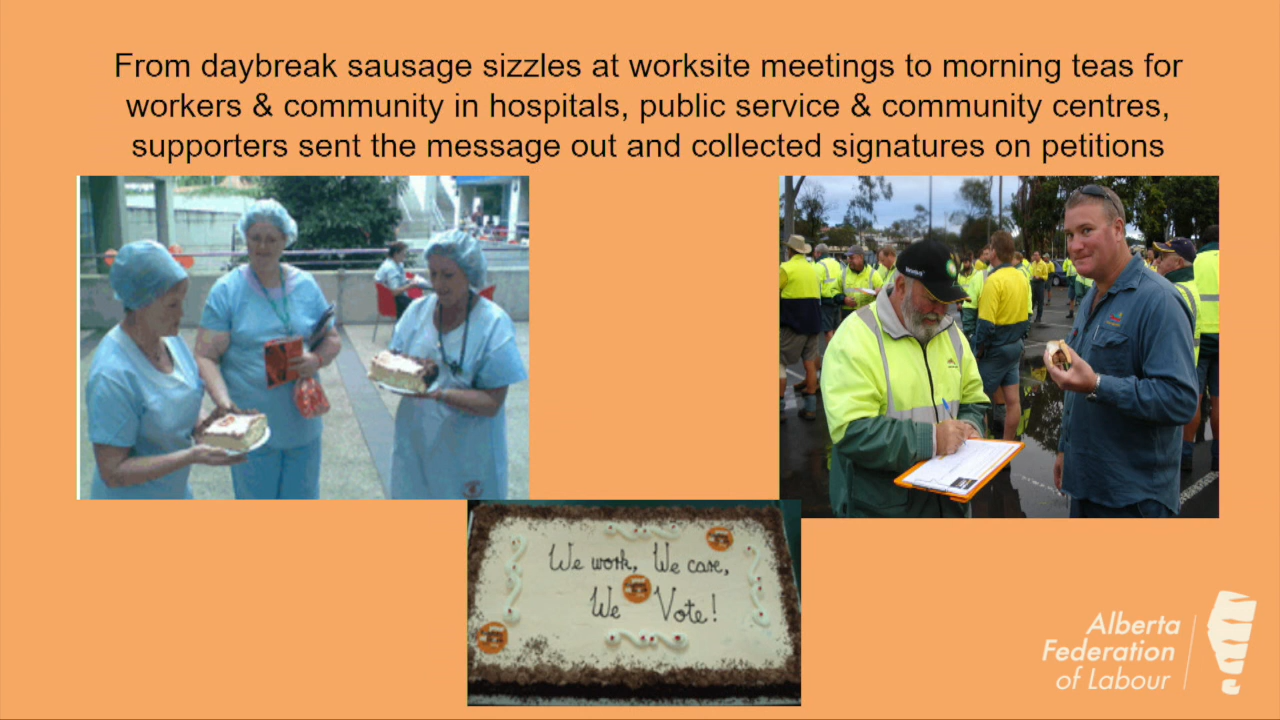 From daybreak sausage sizzles at worksite meetings to morning teas for
workers & community in hospitals, public service & community centres,
supporters sent the message out and collected signatures on petitions
We work, We care,
We Vote!
Alberta
Federation
of Labour